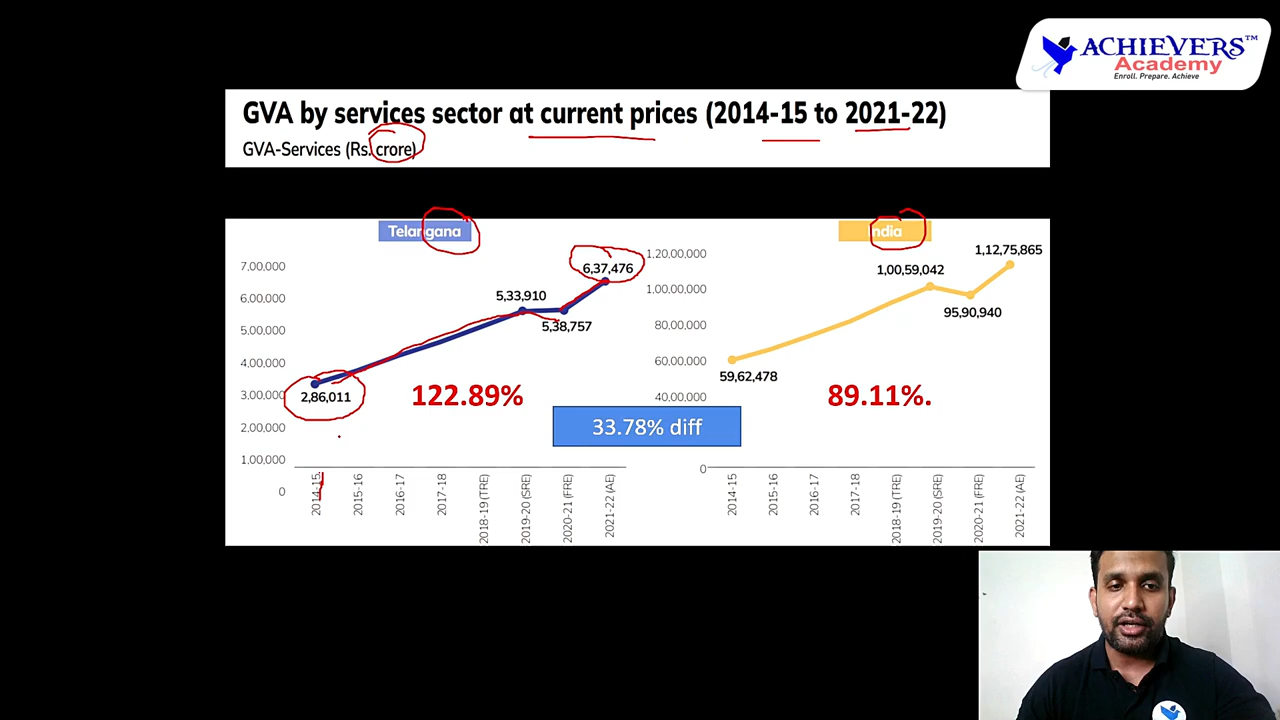 ACHIEVERS™
Academy
Enroll. Prepare. Achieve
GVA by services sector at current prices (2014-15 to 2021-22)
GVA-Services (Rs. crore)
Telangana
7,00,000
6,00,000
5,00,000
4,00,000
3,00,000
2,00,000
1,00,000
0
2,86,011
5,33,910
5,38,757
6,37,476
122.89%
2014-15
2015-16
2016-17
2017-18
2018-19 (TRE)
2019-20 (SRE)
2020-21 (FRE)
2021-22 (AE)
33.78% diff
India
1,20,00,000
1,00,00,000
80,00,000
60,00,000
40,00,000
0
59,62,478
1,00,59,042
95,90,940
1,12,75,865
89.11%.
2014-15
2015-16
2016-17
2017-18
2018-19 (TRE)
2019-20 (SRE)
2020-21 (FRE)
2021-22 (AE)